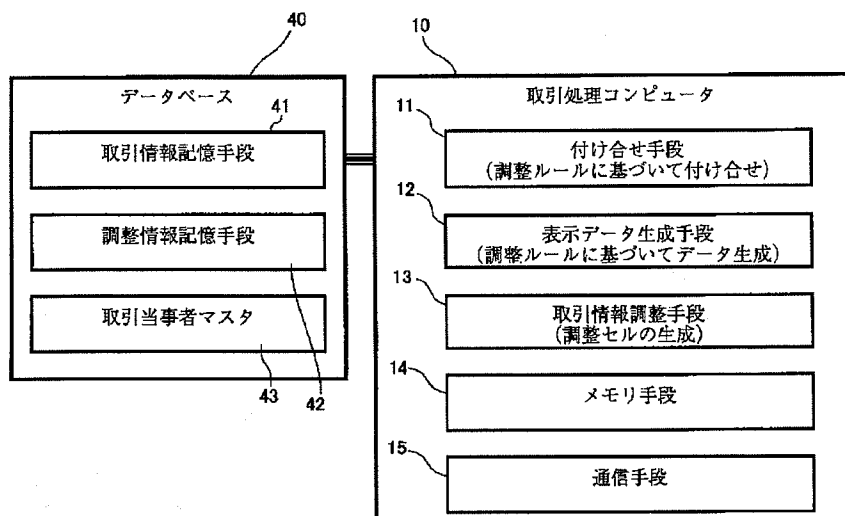 40
データベース
41
取引情報記憶手段
調整情報記憶手段
42
取引当事者マスタ
43
10
取引処理コンピュータ
11
付け合せ手段
(調整ルールに基づいて付け合せ)
12
表示データ生成手段
(調整ルールに基づいてデータ生成)
13
取引情報調整手段
(調整セルの生成)
14
メモリ手段
15
通信手段